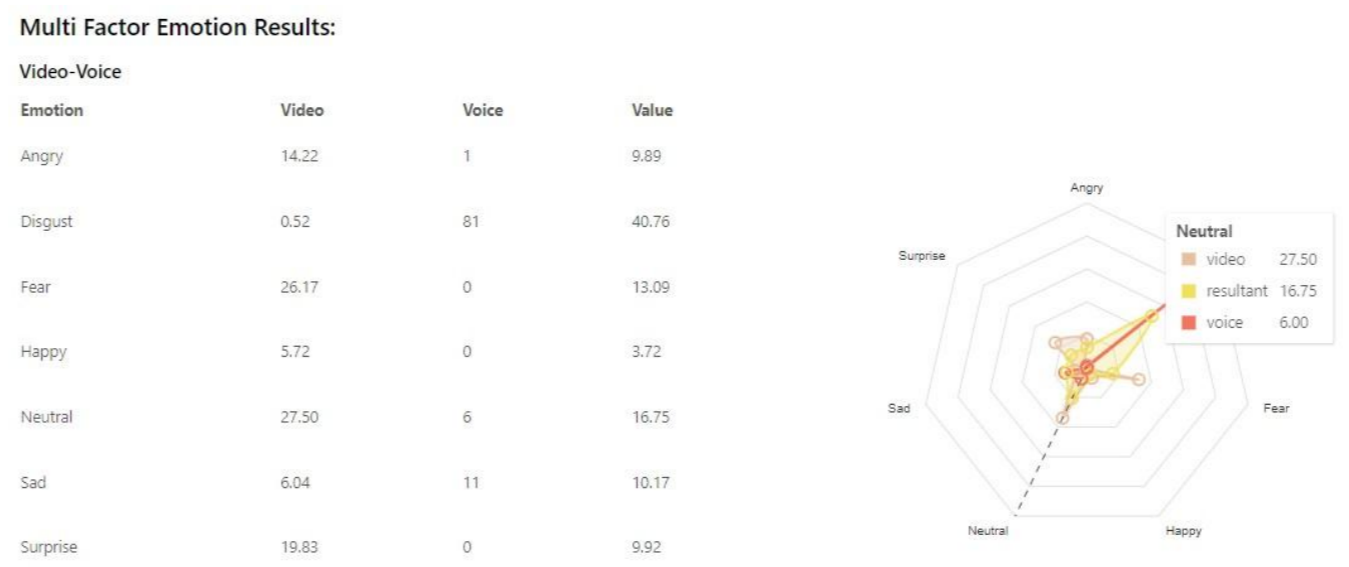 Multi Factor Emotion Results:
Video-Voice
Emotion Video Voice Value
Angry 14.22 1 9.89
Disgust 0.52 81 40.76
Fear 26.17 0 13.09
Happy 5.72 0 3.72
Neutral 27.50 6 16.75
Sad 6.04 11 10.17
Surprise 19.83 0 9.92
Angry
Surprise
Neutral
video 27.50
resultant 16.75
voice 6.00
Sad
Fear
Neutral
Happy